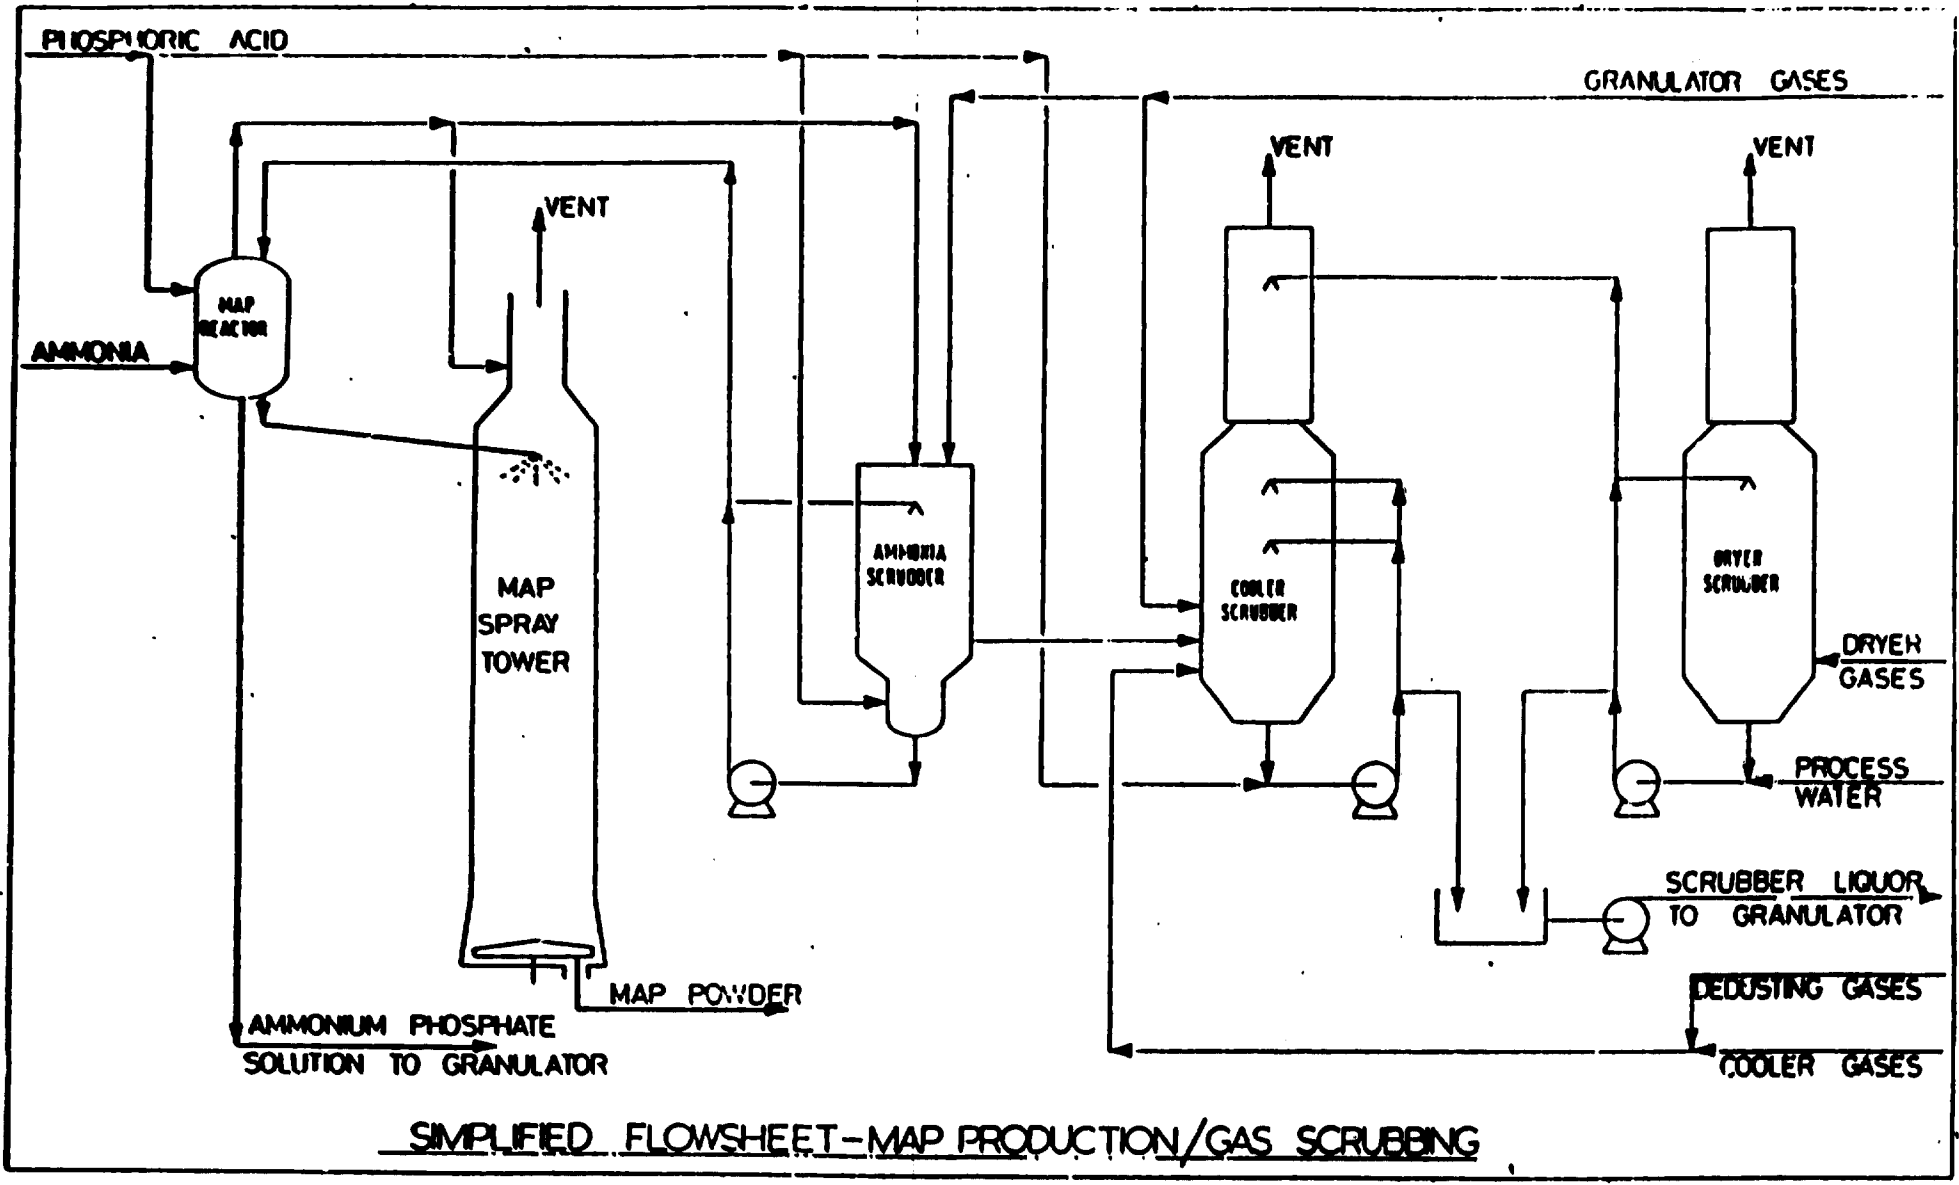 PHOSPHORIC ACID
GRANULATOR GASES
VENT
VENT
VENT
MAP
REACTOR
AMMONIA
AMMONIA
SCRUBBER
MAP
SPRAY
TOWER
COOLER
SCRUBBER
DRYER
SCRUBBER
DRYER
GASES
PROCESS
WATER
SCRUBBER LIQUOR
TO GRANULATOR
DEDUSTING GASES
MAP POWDER
AMMONIUM PHOSPHATE
SOLUTION TO GRANULATOR
COOLER GASES
SIMPLIFIED FLOWSHEET-MAP PRODUCTION/GAS SCRUBBING